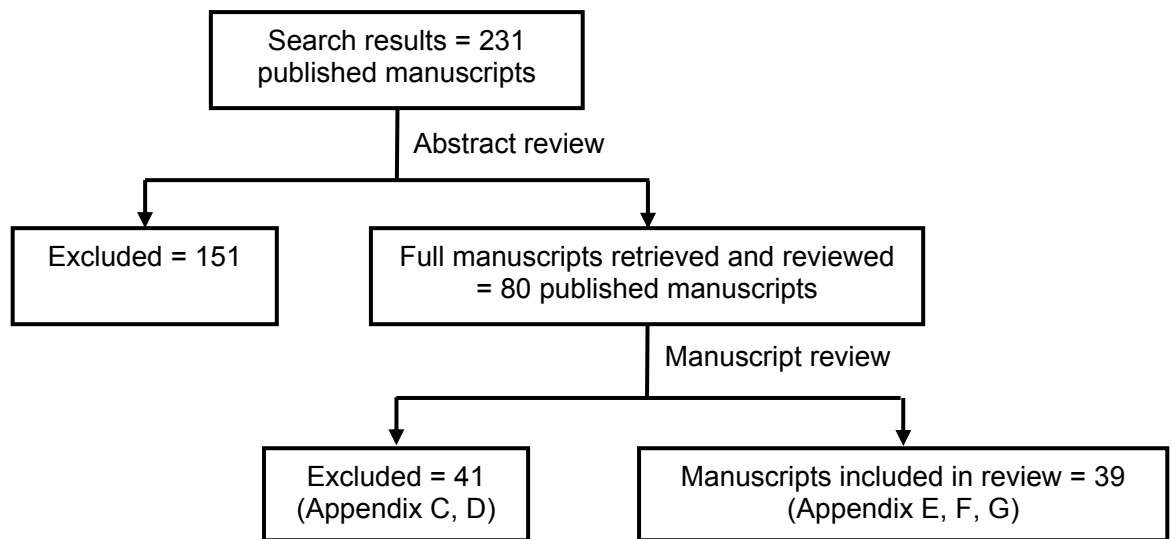 Search results = 231
published manuscripts
Abstract review
Excluded = 151
Full manuscripts retrieved and reviewed
= 80 published manuscripts
Manuscript review
Excluded = 41
(Appendix C, D)
Manuscripts included in review = 39
(Appendix E, F, G)